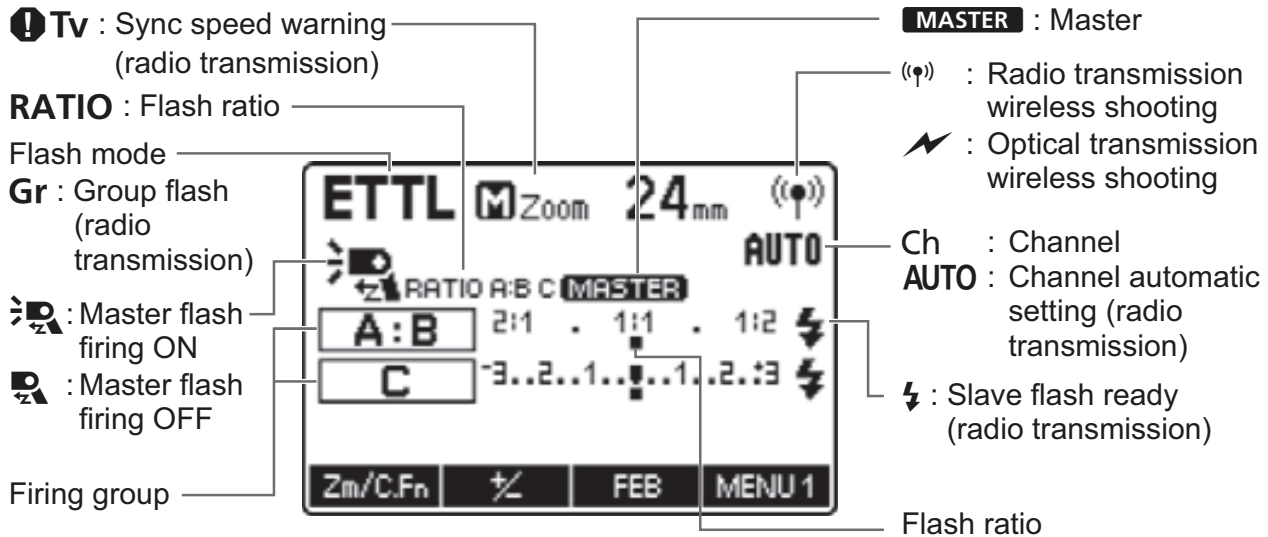 Tv : Sync speed warning
(radio transmission)
RATIO : Flash ratio
Flash mode
Gr : Group flash
(radio
transmission)
: Master flash
firing ON
: Master flash
firing OFF
Firing group
ETTL M Zoom 24mm
AUTO
RATIO A:B C MASTER
A:B 2:1 . 1:1 . 1:2
C -3..2..1..0..1..2..+3
Zm/C.Fn +/- FEB MENU 1
MASTER : Master
: Radio transmission
wireless shooting
: Optical transmission
wireless shooting
Ch : Channel
AUTO : Channel automatic
setting (radio
transmission)
: Slave flash ready
(radio transmission)
Flash ratio